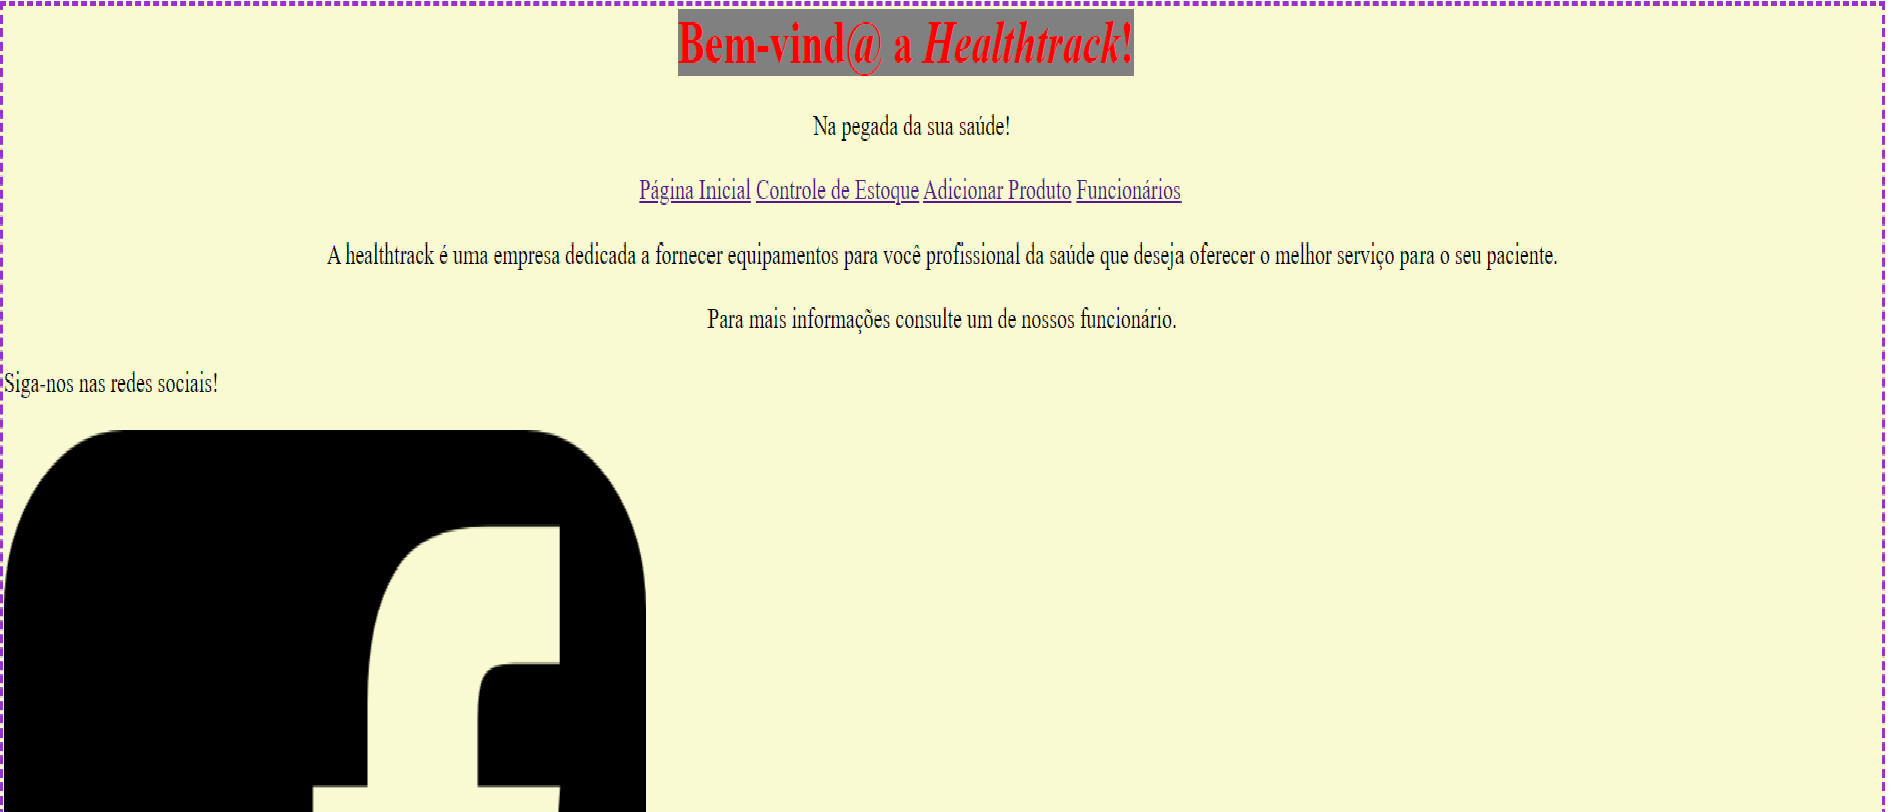 Bem-vind@ a Healthtrack!
Na pegada da sua saúde!
Página Inicial Controle de Estoque Adicionar Produto Funcionários
A healthtrack é uma empresa dedicada a fornecer equipamentos para você profissional da saúde que deseja oferecer o melhor serviço para o seu paciente.
Para mais informações consulte um de nossos funcionário.
Siga-nos nas redes sociais!